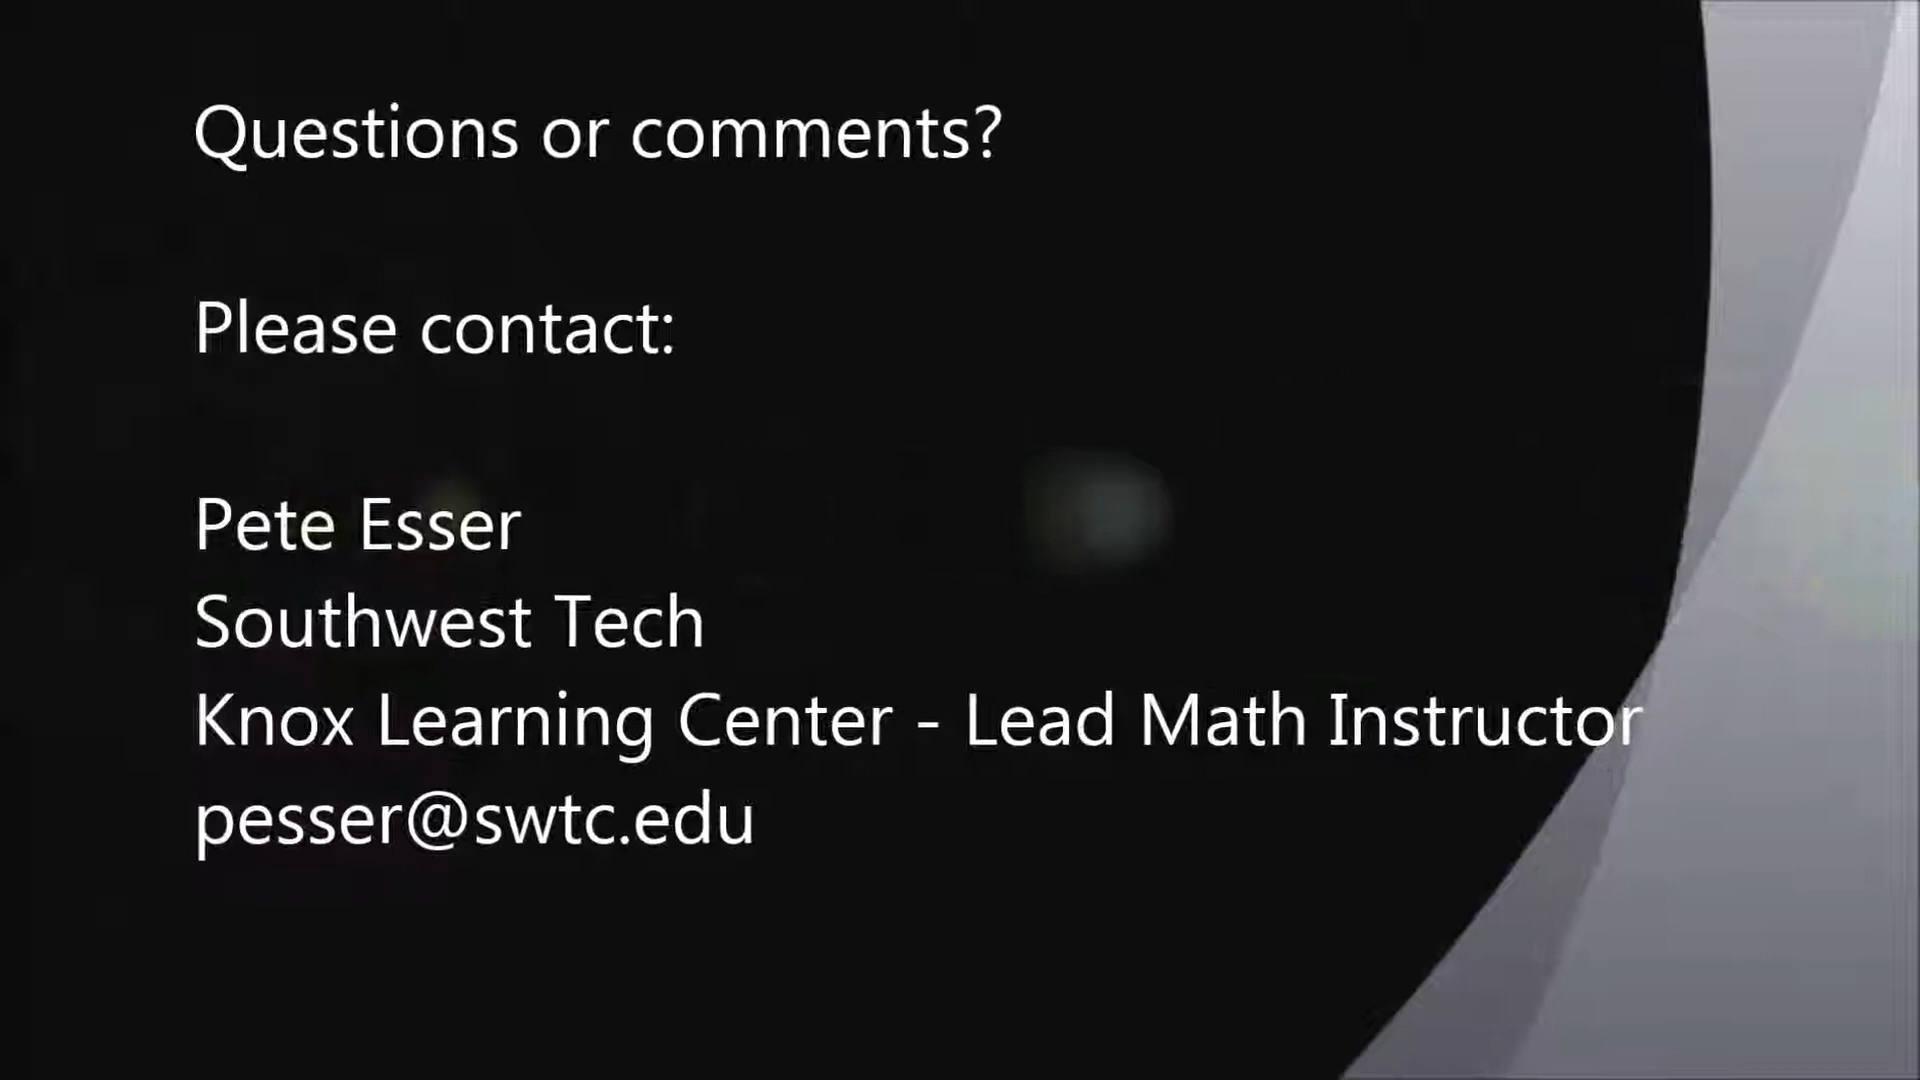 Questions or comments?
Please contact:
Pete Esser
Southwest Tech
Knox Learning Center - Lead Math Instructor
pesser@swtc.edu